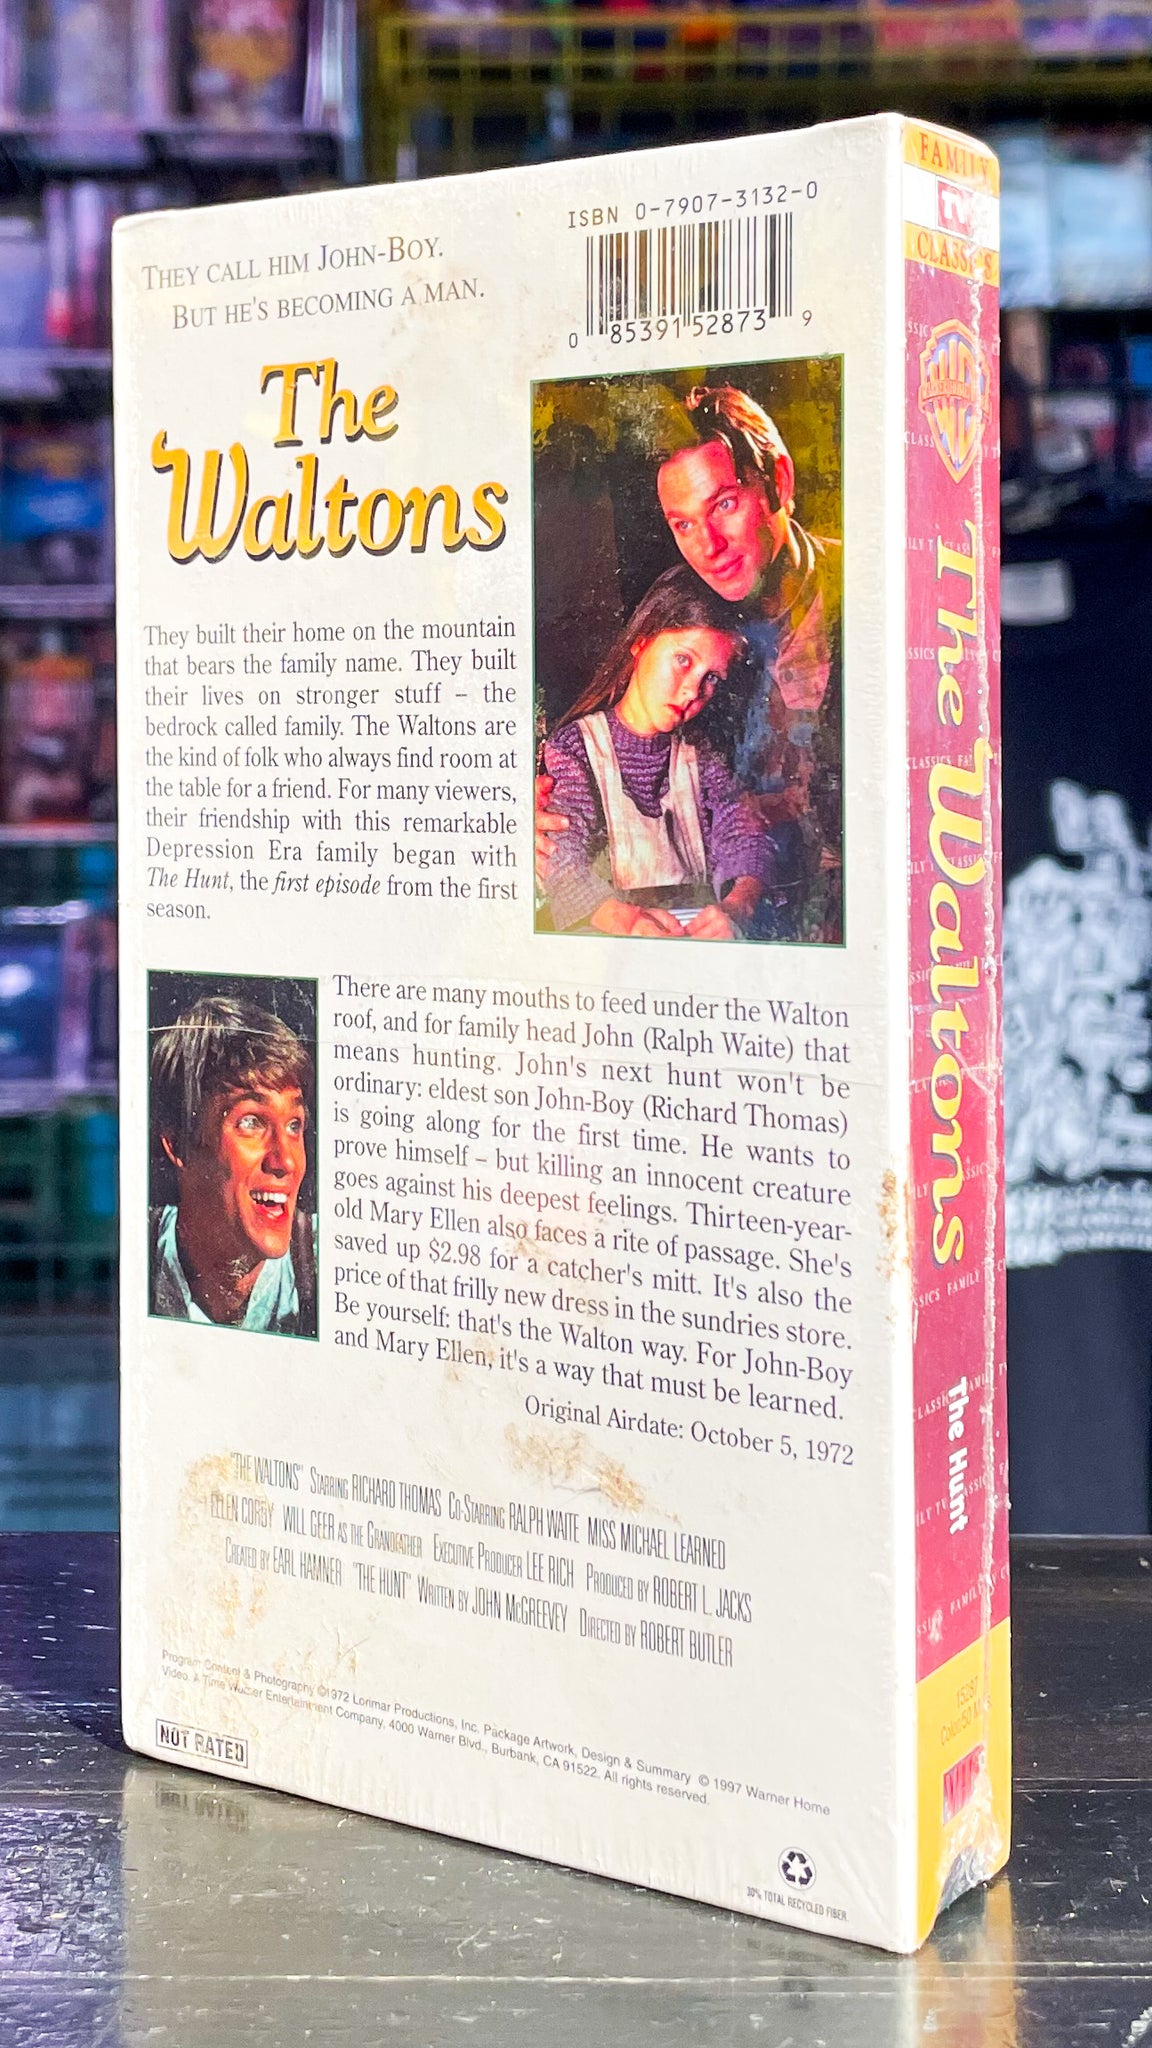 THEY CALL HIM JOHN-BOY.
BUT HE'S BECOMING A MAN.
ISBN 0-7907-3132-0
0 85391 52873 9
The
Waltons
They built their home on the mountain
that bears the family name. They built
their lives on stronger stuff – the
bedrock called family. The Waltons are
the kind of folk who always find room at
the table for a friend. For many viewers,
their friendship with this remarkable
Depression Era family began with
The Hunt, the first episode from the first
season.
There are many mouths to feed under the Walton
roof, and for family head John (Ralph Waite) that
means hunting. John's next hunt won't be
ordinary: eldest son John-Boy (Richard Thomas)
is going along for the first time. He wants to
prove himself – but killing an innocent creature
goes against his deepest feelings. Thirteen-year-
old Mary Ellen also faces a rite of passage. She's
saved up $2.98 for a catcher's mitt. It's also the
price of that frilly new dress in the sundries store.
Be yourself: that's the Walton way. For John-Boy
and Mary Ellen, it's a way that must be learned.
Original Airdate: October 5, 1972
"THE WALTONS" STARRING RICHARD THOMAS CO-STARRING RALPH WAITE MISS MICHAEL LEARNED
ELLEN CORBY WILL GEER AS THE GRANDFATHER EXECUTIVE PRODUCER LEE RICH PRODUCED BY ROBERT L. JACKS
CREATED BY EARL HAMNER "THE HUNT" WRITTEN BY JOHN McGREEVEY DIRECTED BY ROBERT BUTLER
Program Content & Photography ©1972 Lorimar Productions, Inc. Package Artwork, Design & Summary © 1997 Warner Home
Video. A Time Warner Entertainment Company, 4000 Warner Blvd., Burbank, CA 91522. All rights reserved.
NOT RATED
30% TOTAL RECYCLED FIBER.
FAMILY
TV
CLASSICS
The Waltons
The Hunt
15287
VHS